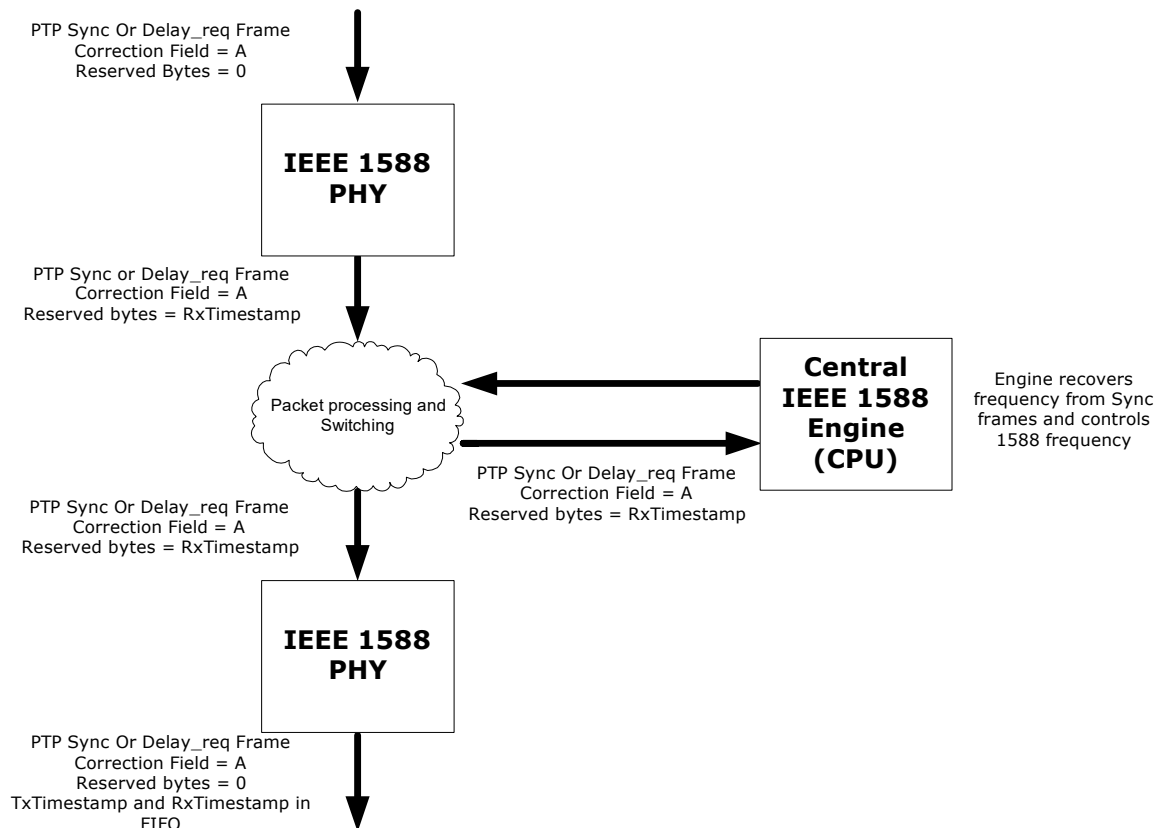 PTP Sync Or Delay_req Frame
Correction Field = A
Reserved Bytes = 0
IEEE 1588
PHY
PTP Sync or Delay_req Frame
Correction Field = A
Reserved bytes = RxTimestamp
Packet processing and
Switching
Central
IEEE 1588
Engine
(CPU)
Engine recovers
frequency from Sync
frames and controls
1588 frequency
PTP Sync Or Delay_req Frame
Correction Field = A
Reserved bytes = RxTimestamp
PTP Sync Or Delay_req Frame
Correction Field = A
Reserved bytes = RxTimestamp
IEEE 1588
PHY
PTP Sync Or Delay_req Frame
Correction Field = A
Reserved bytes = 0
TxTimestamp and RxTimestamp in
FIFO